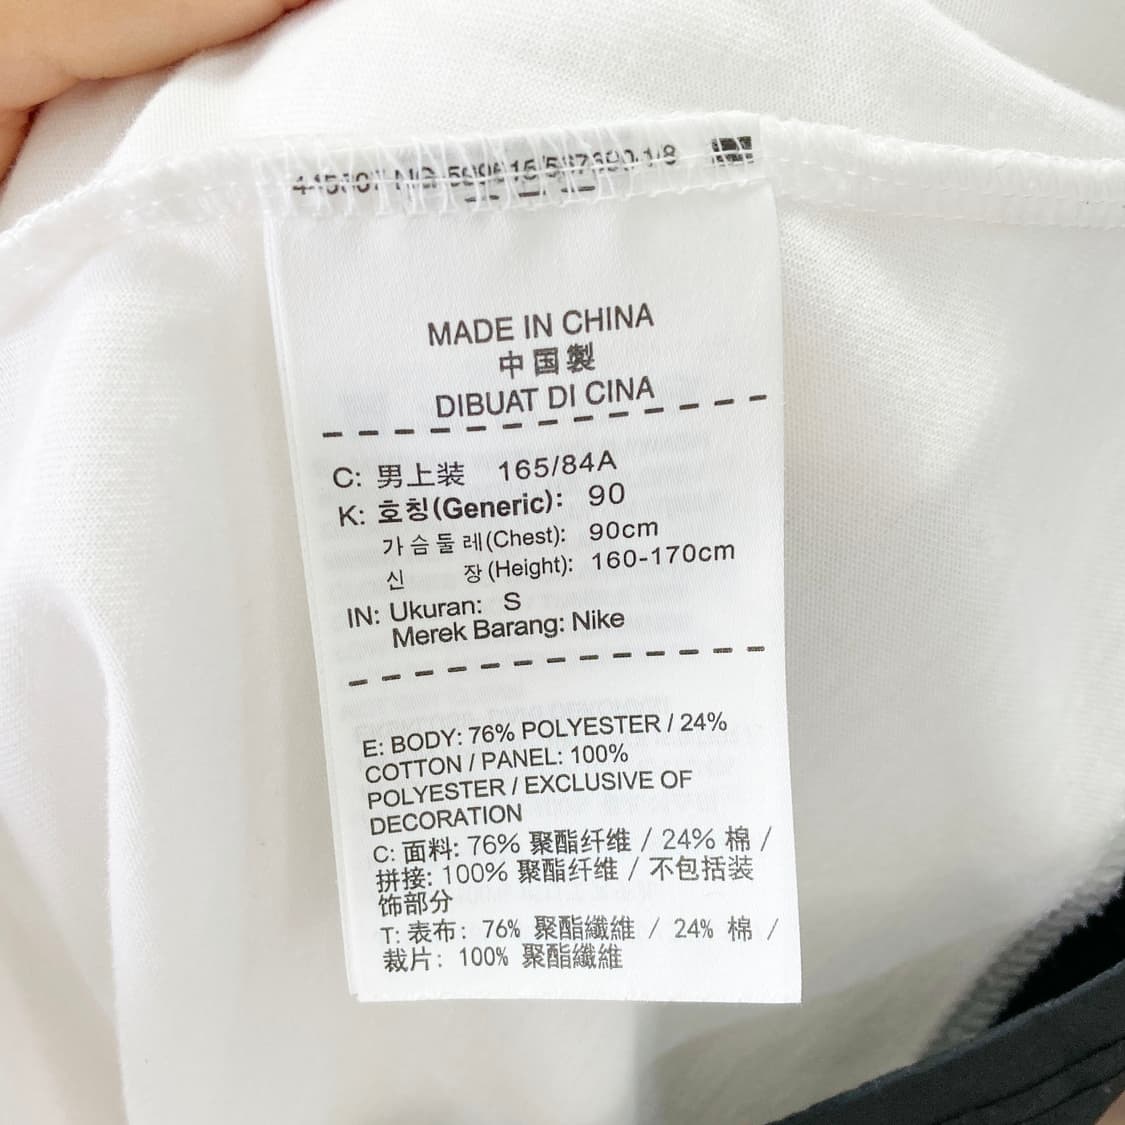 MADE IN CHINA
中国製
DIBUAT DI CINA
C: 男上装 165/84A
K: 호칭(Generic): 90
가슴둘레(Chest): 90cm
신 장(Height): 160-170cm
IN: Ukuran: S
Merek Barang: Nike
E: BODY: 76% POLYESTER / 24%
COTTON / PANEL: 100%
POLYESTER / EXCLUSIVE OF
DECORATION
C: 面料: 76% 聚酯纤维 / 24% 棉 /
拼接: 100% 聚酯纤维 / 不包括装
饰部分
T: 表布: 76% 聚酯纖維 / 24% 棉 /
裁片: 100% 聚酯纖維